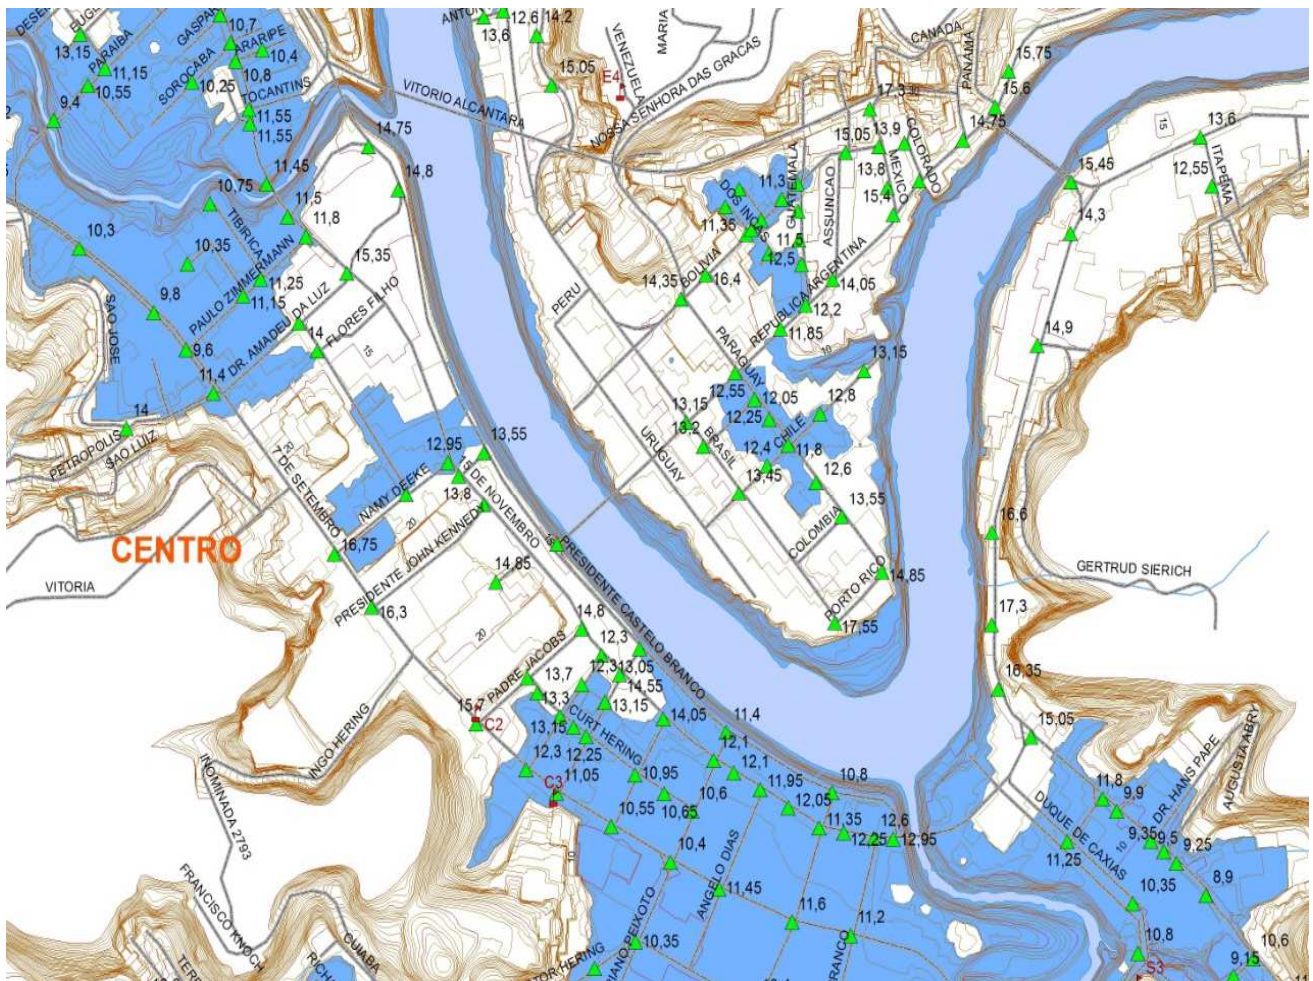 ANTON
12,6
14,2
13,6
VENEZUELA
MARIA
CANADA
PANAMA
15,75
13,15
PARAIBA
GASPAR
10,7
ARARIPE
10,4
11,15
10,55
SOROCABA
10,25
10,8
TOCANTINS
11,55
11,55
9,4
15,05
E4
NOSSA SENHORA DAS GRACAS
VITORIO ALCANTARA
17,3
15,6
14,75
14,75
13,9
COLORADO
15,05
13,8
MEXICO
15
13,6
ITAPEMA
12,55
15,45
14,3
11,45
10,75
11,5
11,8
14,8
DOS INCAS
11,3
GUATEMALA
ASSUNCAO
15,4
11,35
11,5
12,5
10,3
10,35
TIBIRICA
PAULO ZIMMERMANN
11,25
11,15
15,35
9,8
SAO JOSE
9,6
DR. AMADEU DA LUZ
FLORES FILHO
14
15
11,4
PERU
14,35
BOLIVIA
16,4
REPUBLICA ARGENTINA
14,05
12,2
11,85
10
13,15
PARAGUAY
14,9
12,55
12,05
12,25
12,8
CHILE
13,15
13,2
BRASIL
URUGUAY
12,4
11,8
13,45
12,6
13,55
COLOMBIA
PORTO RICO
14,85
17,55
14
PETROPOLIS
SAO LUIZ
20
7 DE SETEMBRO
12,95
13,55
NAMY DEEKE
15 DE NOVEMBRO
13,8
20
CENTRO
VITORIA
16,75
PRESIDENTE JOHN KENNEDY
16,3
14,85
15
PRESIDENTE CASTELO BRANCO
16,6
GERTRUD SIERICH
17,3
16,35
15,05
20
14,8
PADRE JACOBS
12,3
12,3
13,05
14,55
13,7
13,3
13,15
15,7
C2
13,15
CURT HERING
12,3
12,25
14,05
11,4
12,1
12,1
11,05
C3
10,95
11,95
10,8
10,55
10,65
10,6
12,05
11,35
12,25
12,6
12,95
INGO HERING
INOMINADA 2793
10
10,4
ANGELO DIAS
11,45
11,6
11,2
10,35
FRANCISCO KNOCH
CUIABA
DUQUE DE CAXIAS
11,25
11,8
9,9
DR. HANS PAPE
AUGUSTA ABRY
10
9,35
9,5
9,25
10,35
8,9
10,8
10,6
9,15
S3